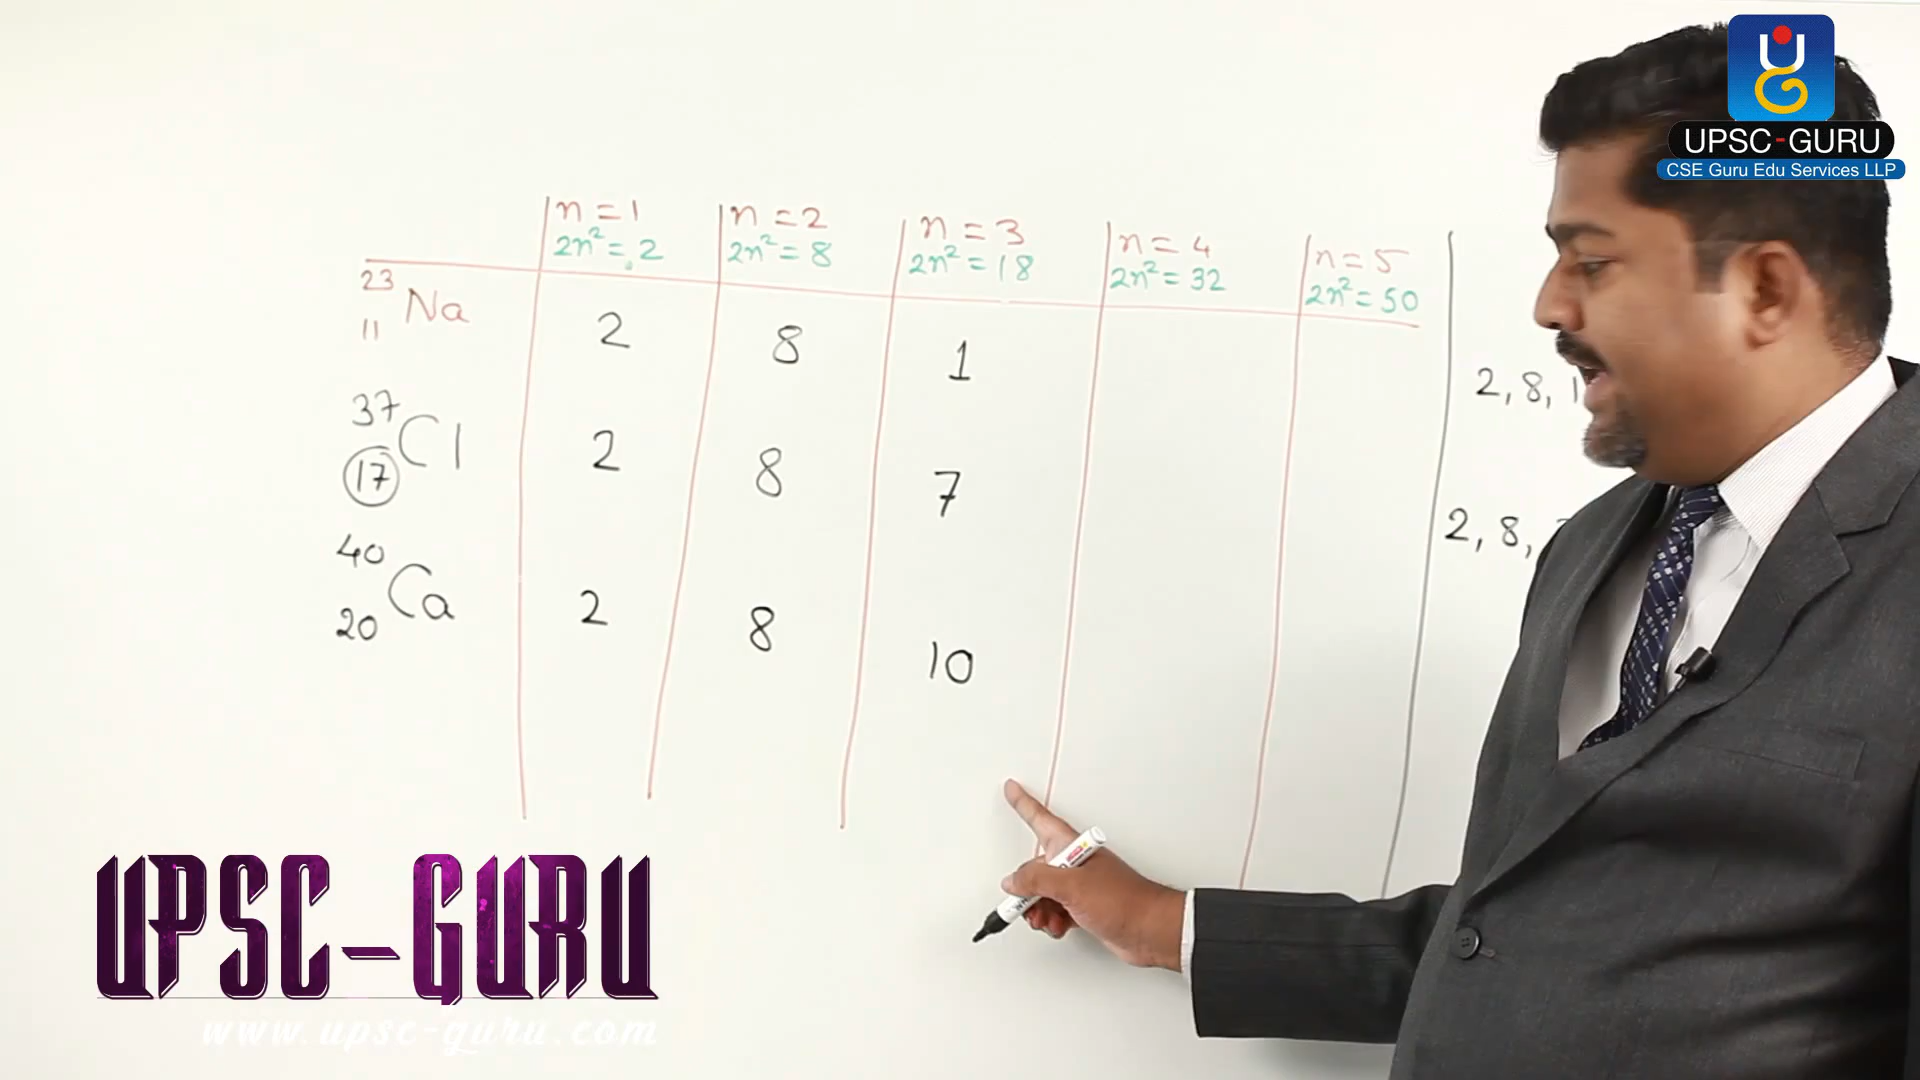 UPSC-GURU
CSE Guru Edu Services LLP
n = 1 n = 2 n = 3 n = 4 n = 5
2n² = 2 2n² = 8 2n² = 18 2n² = 32 2n² = 50
23
11 Na 2 8 1 2, 8, 1
37
17 Cl 2 8 7 2, 8,
40
20 Ca 2 8 10
UPSC-GURU
www.upsc-guru.com